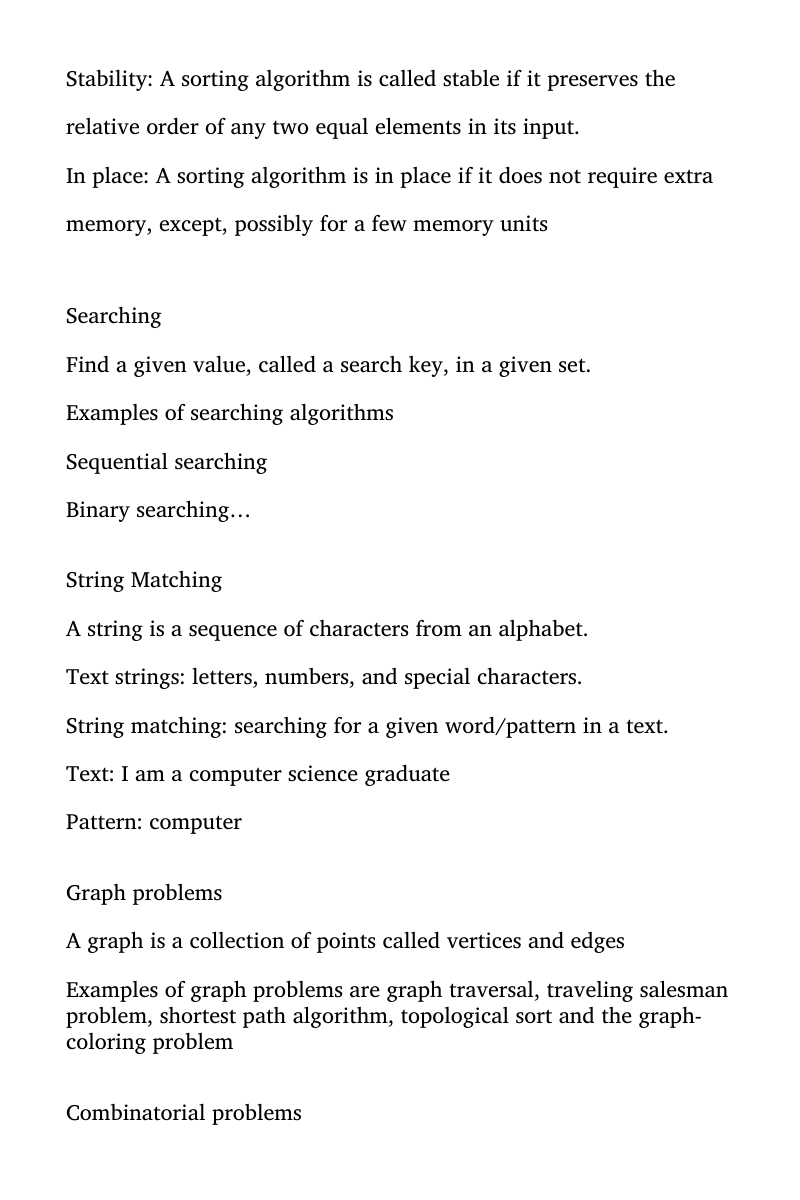 Stability: A sorting algorithm is called stable if it preserves the
relative order of any two equal elements in its input.
In place: A sorting algorithm is in place if it does not require extra
memory, except, possibly for a few memory units
Searching
Find a given value, called a search key, in a given set.
Examples of searching algorithms
Sequential searching
Binary searching…
String Matching
A string is a sequence of characters from an alphabet.
Text strings: letters, numbers, and special characters.
String matching: searching for a given word/pattern in a text.
Text: I am a computer science graduate
Pattern: computer
Graph problems
A graph is a collection of points called vertices and edges
Examples of graph problems are graph traversal, traveling salesman
problem, shortest path algorithm, topological sort and the graph-
coloring problem
Combinatorial problems